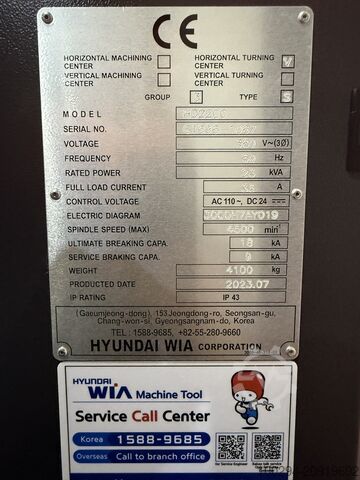 CE
HORIZONTAL MACHINING CENTER
HORIZONTAL TURNING CENTER V
VERTICAL MACHINING CENTER
VERTICAL TURNING CENTER
GROUP TYPE S
MODEL
SERIAL NO.
VOLTAGE V~(3Ø)
FREQUENCY Hz
RATED POWER kVA
FULL LOAD CURRENT A
CONTROL VOLTAGE AC 110~, DC 24 ⎓
ELECTRIC DIAGRAM
SPINDLE SPEED (MAX) 4500 min⁻¹
ULTIMATE BREAKING CAPA. 18 kA
SERVICE BREAKING CAPA. 9 kA
WEIGHT 4100 kg
PRODUCTED DATE 2023.07
IP RATING IP 43
(Gaeumjeong-dong), 153 Jeongdong-ro, Seongsan-gu,
Chang-won-si, Gyeongsangnam-do, Korea
TEL : 1588-9685, +82-55-280-9660
HYUNDAI WIA CORPORATION
HYUNDAI
WIA Machine Tool
Service Call Center
Korea 1588-9685
Overseas Call to branch office